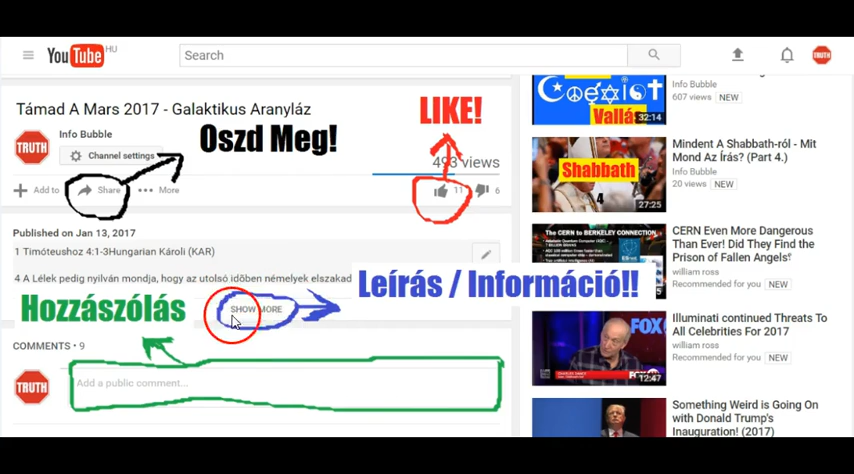 YouTube HU
Search
TRUTH
Támad A Mars 2017 - Galaktikus Aranyláz
TRUTH
Info Bubble
Channel settings
Oszd Meg!
LIKE!
493 views
Add to
Share
More
11
6
Published on Jan 13, 2017
1 Timóteushoz 4:1-3Hungarian Károli (KAR)
4 A Lélek pedig nyilván mondja, hogy az utolsó időben némelyek elszakad
Leírás / Információ!!
Hozzászólás
SHOW MORE
COMMENTS • 9
TRUTH
Add a public comment...
Coexist
Vallás
32:14
Info Bubble
607 views NEW
Shabbath
4
27:25
Mindent A Shabbath-ról - Mit
Mond Az Írás? (Part 4.)
Info Bubble
20 views NEW
The CERN to BERKELEY CONNECTION
CERN Even More Dangerous
Than Ever! Did They Find the
Prison of Fallen Angels"
william ross
Recommended for you NEW
FOX
12:47
Illuminati continued Threats To
All Celebrities For 2017
william ross
Recommended for you NEW
Something Weird is Going On
with Donald Trump's
Inauguration! (2017)